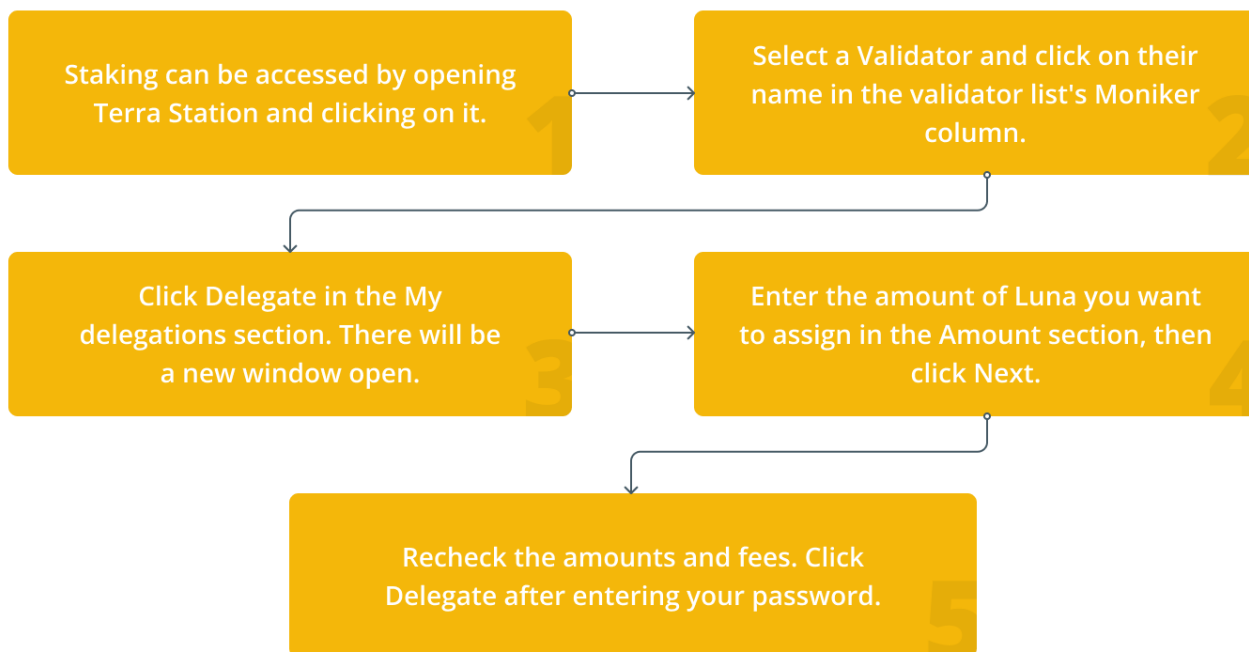 Staking can be accessed by opening
Terra Station and clicking on it.
1
Select a Validator and click on their
name in the validator list's Moniker
column.
2
Click Delegate in the My
delegations section. There will be
a new window open.
3
Enter the amount of Luna you want
to assign in the Amount section, then
click Next.
4
Recheck the amounts and fees. Click
Delegate after entering your password.
5